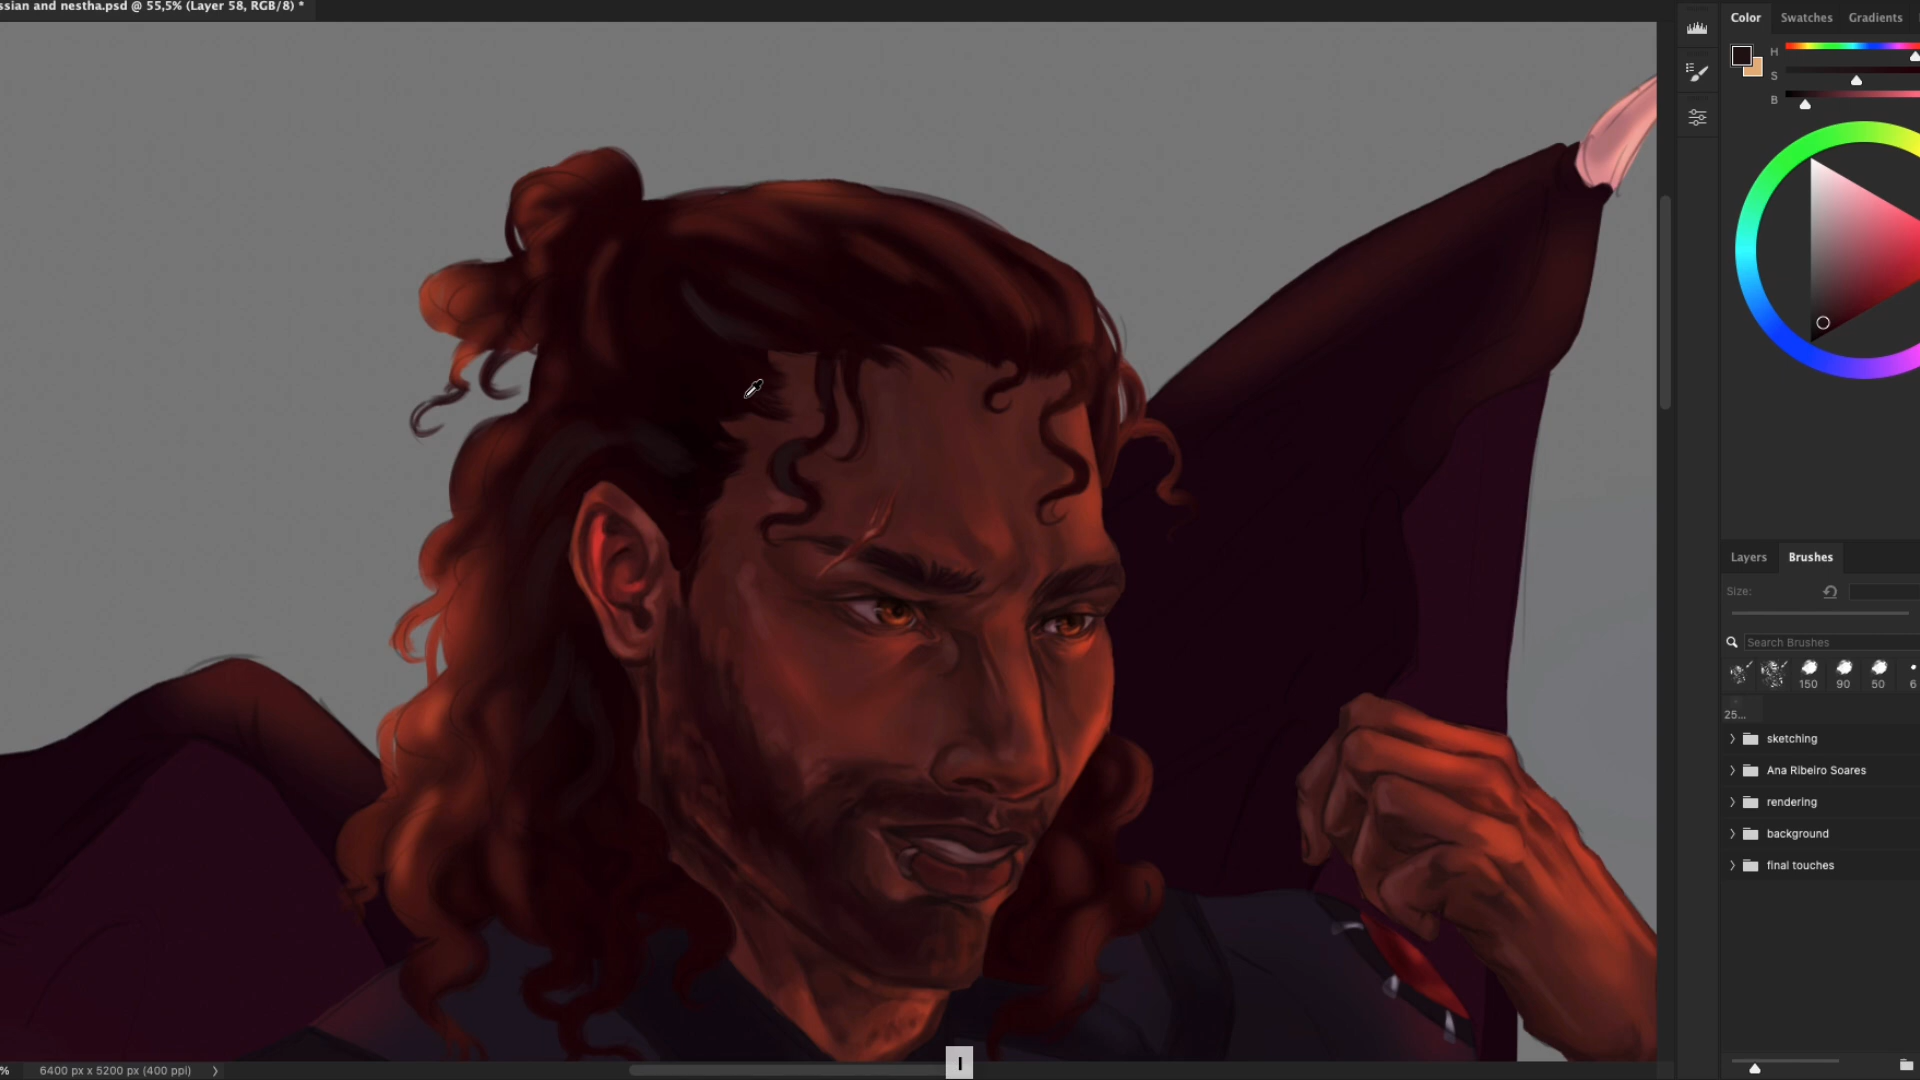 ssian and nestha.psd @ 55,5% (Layer 58, RGB/8) *
Color Swatches Gradients
H
S
B
Layers Brushes
Size:
Search Brushes
150 90 50 6
25...
sketching
Ana Ribeiro Soares
rendering
background
final touches
% 6400 px x 5200 px (400 ppi)
I